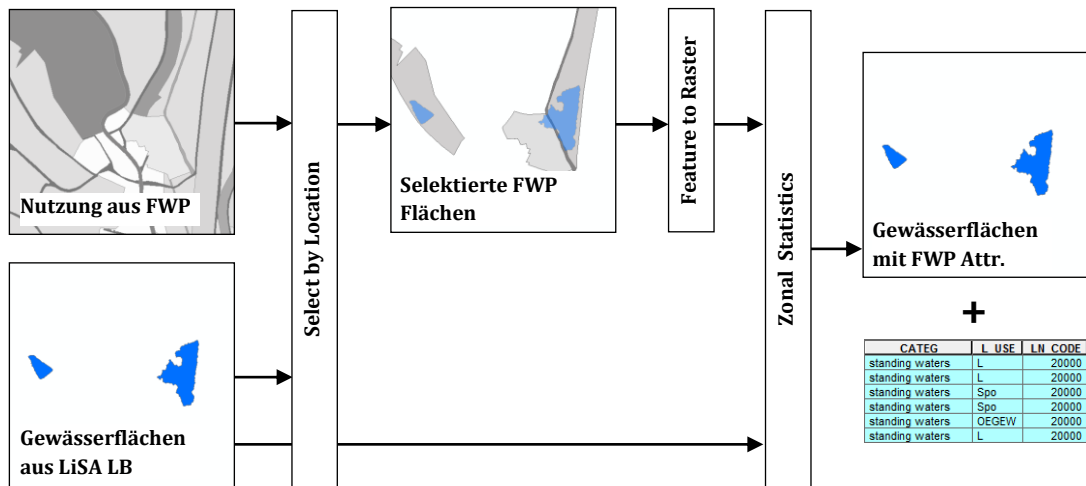 Nutzung aus FWP
Gewässerflächen
aus LiSA LB
Select by Location
Selektierte FWP
Flächen
Feature to Raster
Zonal Statistics
Gewässerflächen
mit FWP Attr.
+
CATEG L_USE LN_CODE
standing waters L 20000
standing waters L 20000
standing waters Spo 20000
standing waters Spo 20000
standing waters OEGEW 20000
standing waters L 20000